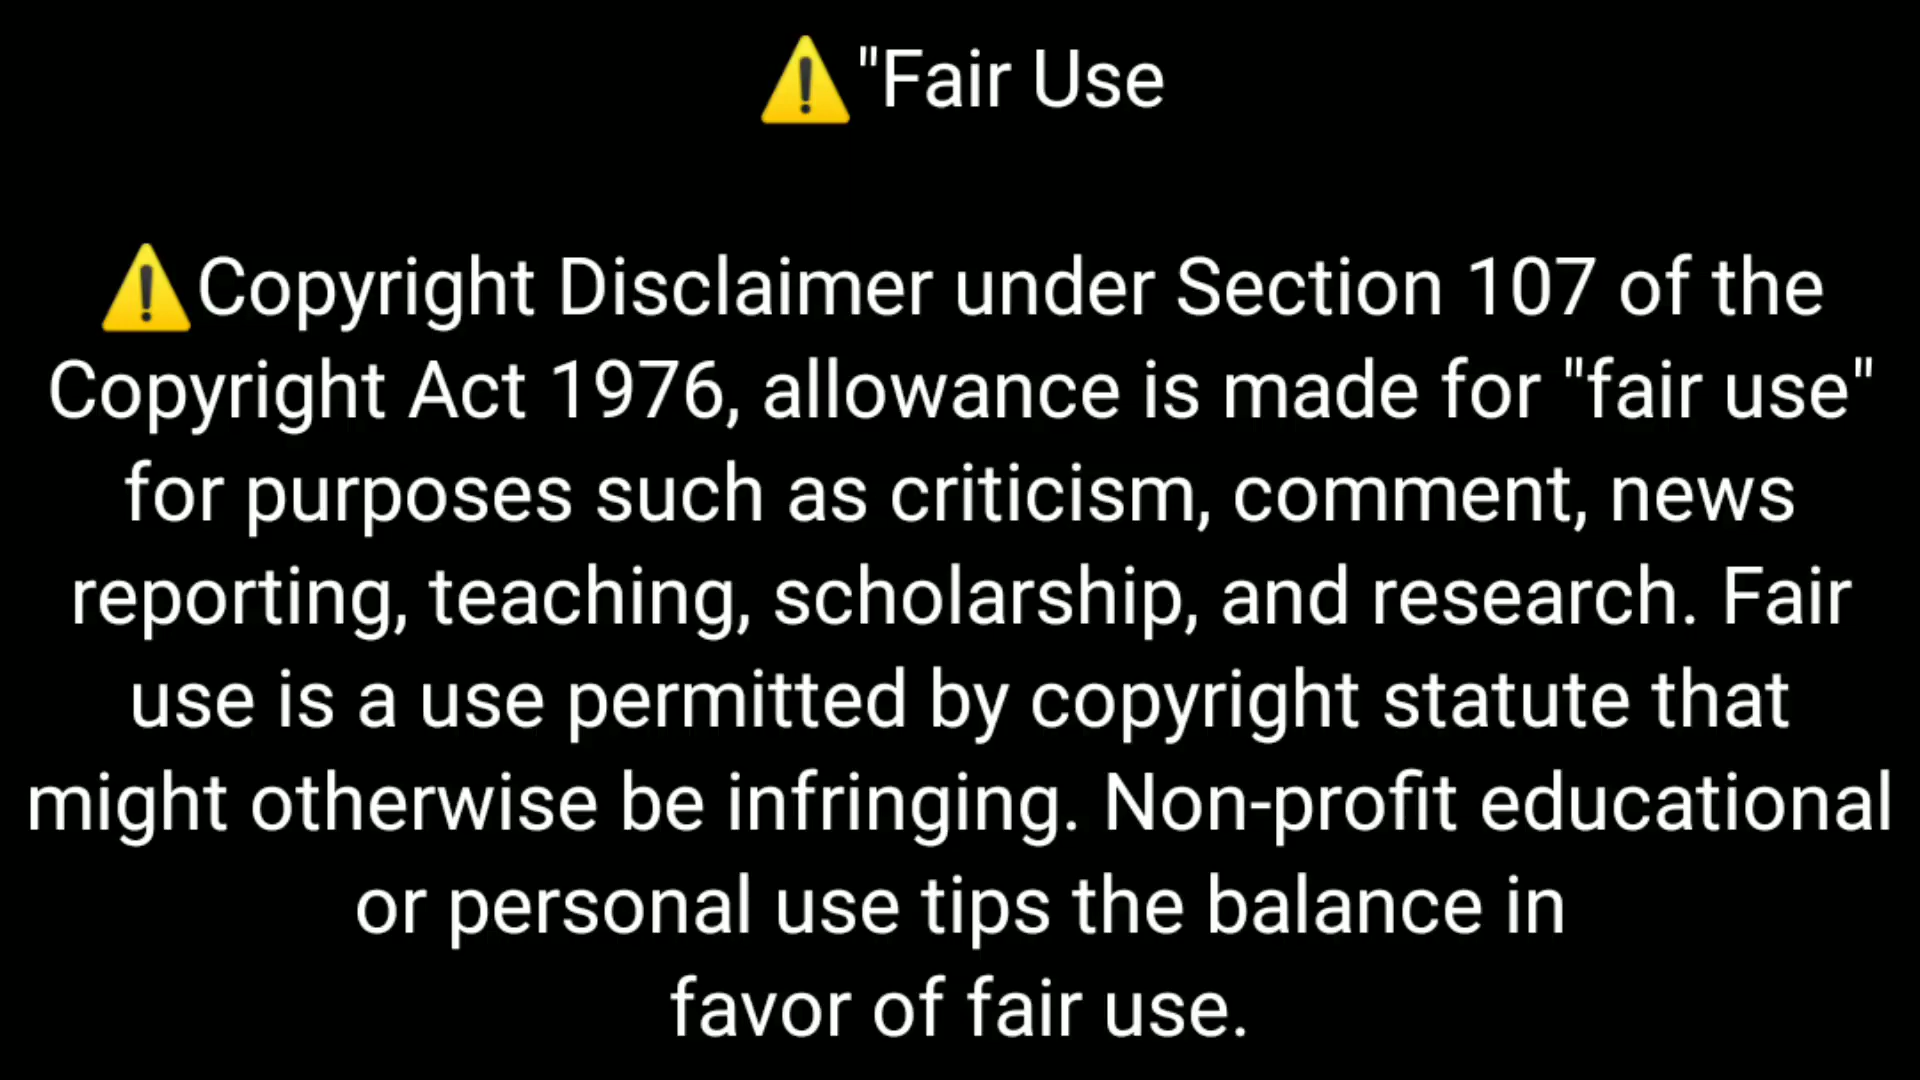 ⚠️"Fair Use
⚠️Copyright Disclaimer under Section 107 of the
Copyright Act 1976, allowance is made for "fair use"
for purposes such as criticism, comment, news
reporting, teaching, scholarship, and research. Fair
use is a use permitted by copyright statute that
might otherwise be infringing. Non-profit educational
or personal use tips the balance in
favor of fair use.